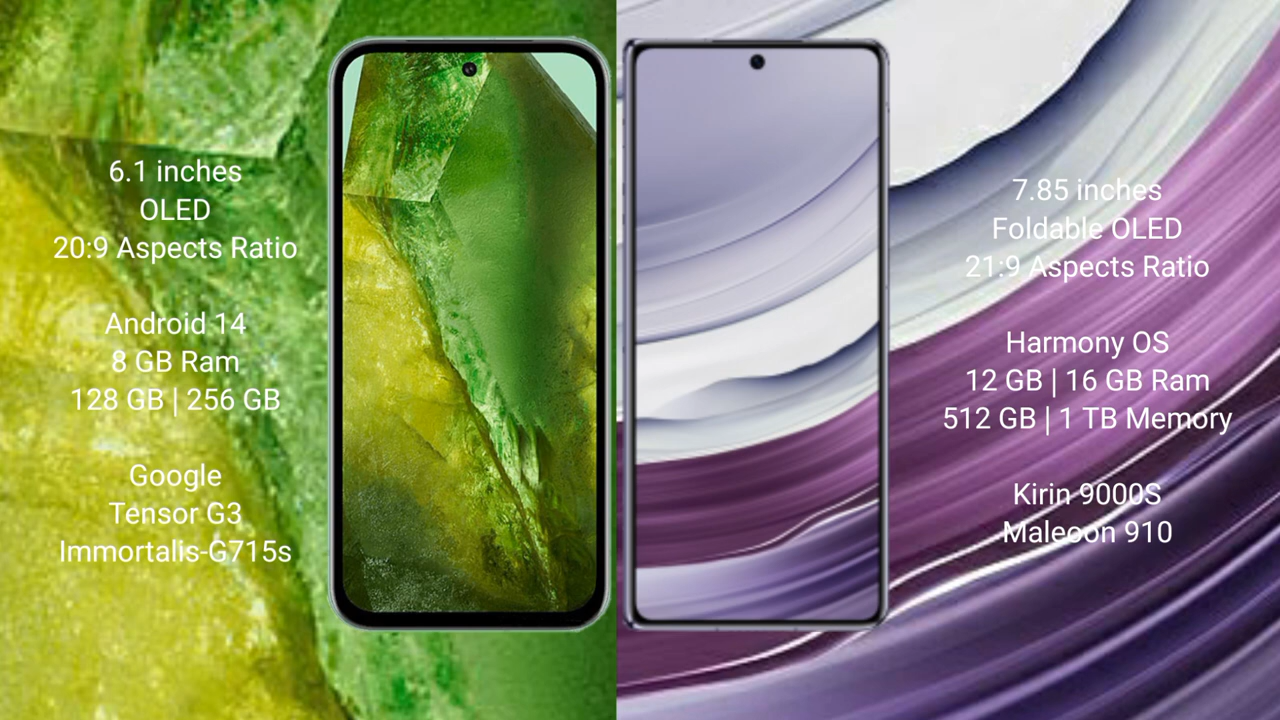 6.1 inches
OLED
20:9 Aspects Ratio
Android 14
8 GB Ram
128 GB | 256 GB
Google
Tensor G3
Immortalis-G715s
7.85 inches
Foldable OLED
21:9 Aspects Ratio
Harmony OS
12 GB | 16 GB Ram
512 GB | 1 TB Memory
Kirin 9000S
Maleoon 910